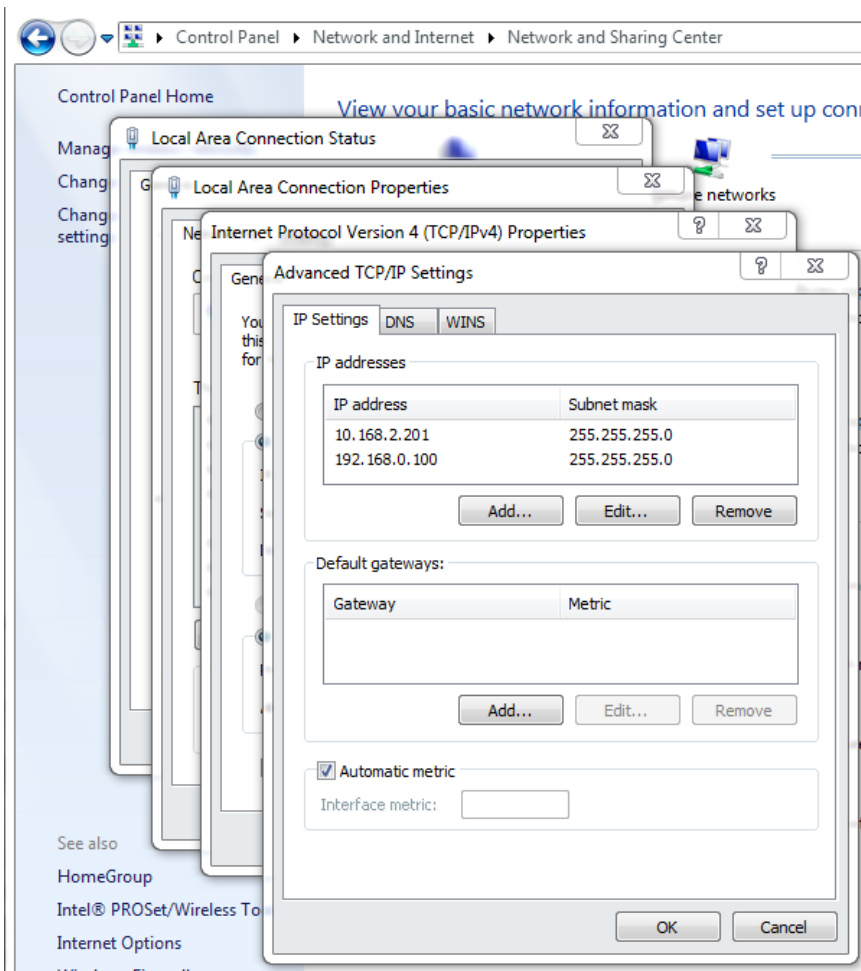 Control Panel ▸ Network and Internet ▸ Network and Sharing Center
Control Panel Home
View your basic network information and set up
Local Area Connection Status
Local Area Connection Properties
networks
Internet Protocol Version 4 (TCP/IPv4) Properties
Advanced TCP/IP Settings
IP Settings DNS WINS
IP addresses
IP address Subnet mask
10.168.2.201 255.255.255.0
192.168.0.100 255.255.255.0
Add... Edit... Remove
Default gateways:
Gateway Metric
Add... Edit... Remove
Automatic metric
Interface metric:
See also
HomeGroup
Intel® PROSet/Wireless
Internet Options
OK Cancel